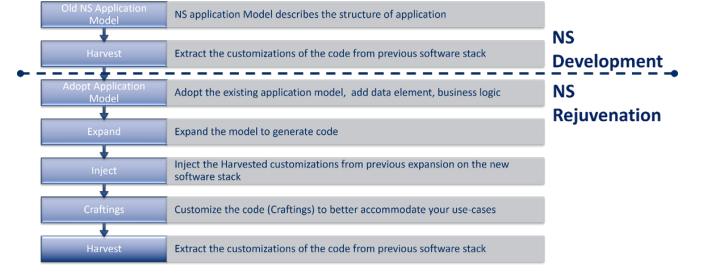 Old NS Application
Model
NS application Model describes the structure of application
Harvest
Extract the customizations of the code from previous software stack
NS
Development
Adopt Application
Model
Adopt the existing application model, add data element, business logic
NS
Rejuvenation
Expand
Expand the model to generate code
Inject
Inject the Harvested customizations from previous expansion on the new
software stack
Craftings
Customize the code (Craftings) to better accommodate your use-cases
Harvest
Extract the customizations of the code from previous software stack